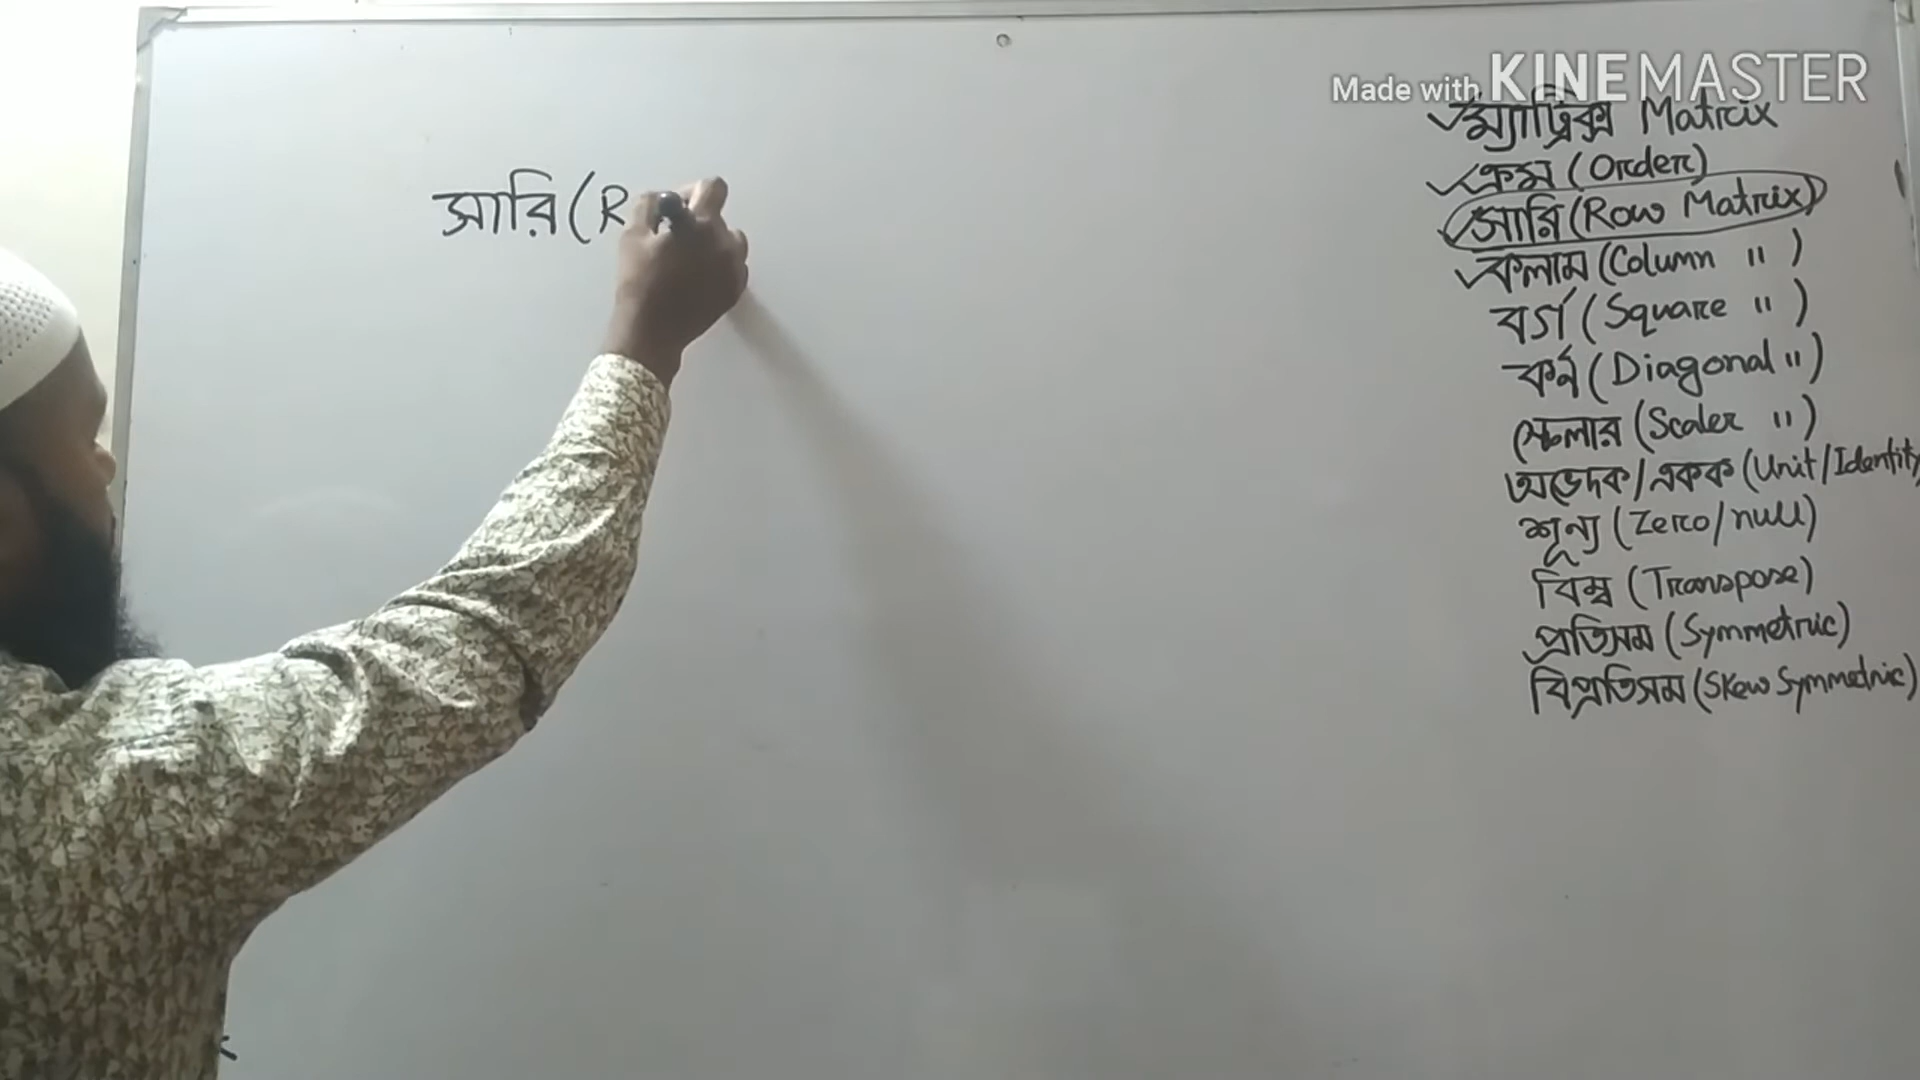 Made with KINEMASTER
ম্যাট্রিক্স Matrix
ক্রম (Order)
সারি (Row Matrix)
কলাম (Column " )
বর্গ (Square " )
কর্ন (Diagonal " )
স্কেলার (Scaler " )
অভেদক/একক (Unit/Identity)
শূন্য (Zero/null)
বিম্ব (Transpose)
প্রতিসম (Symmetric)
বিপ্রতিসম (Skew Symmetric)
সারি (R